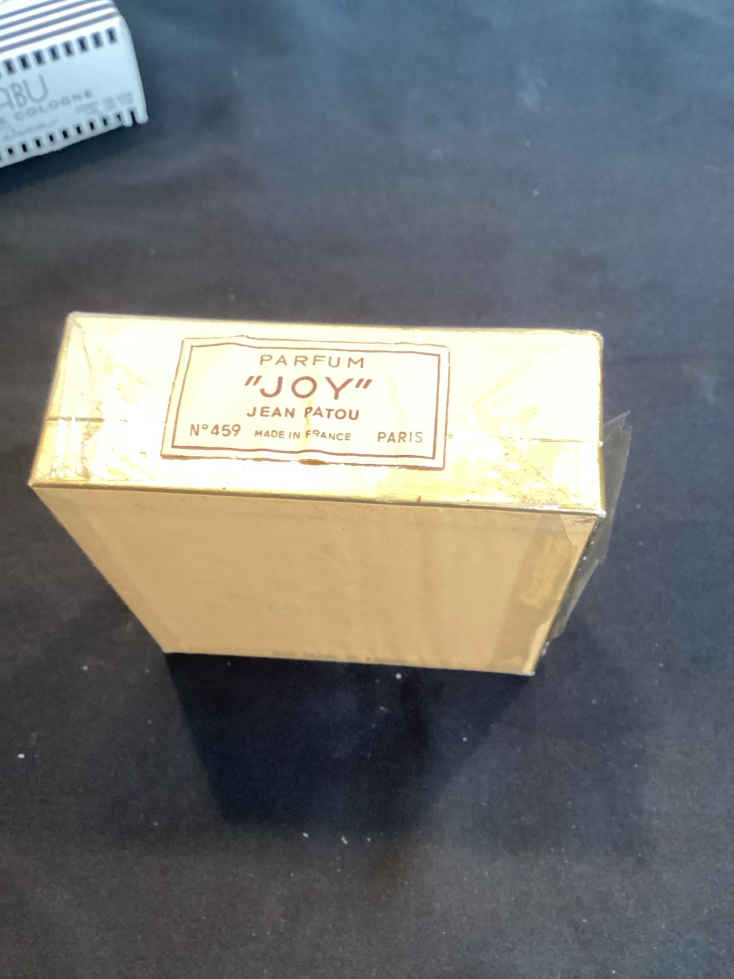 ABU
COLOGNE
PARFUM
"JOY"
JEAN PATOU
N°459 MADE IN FRANCE PARIS